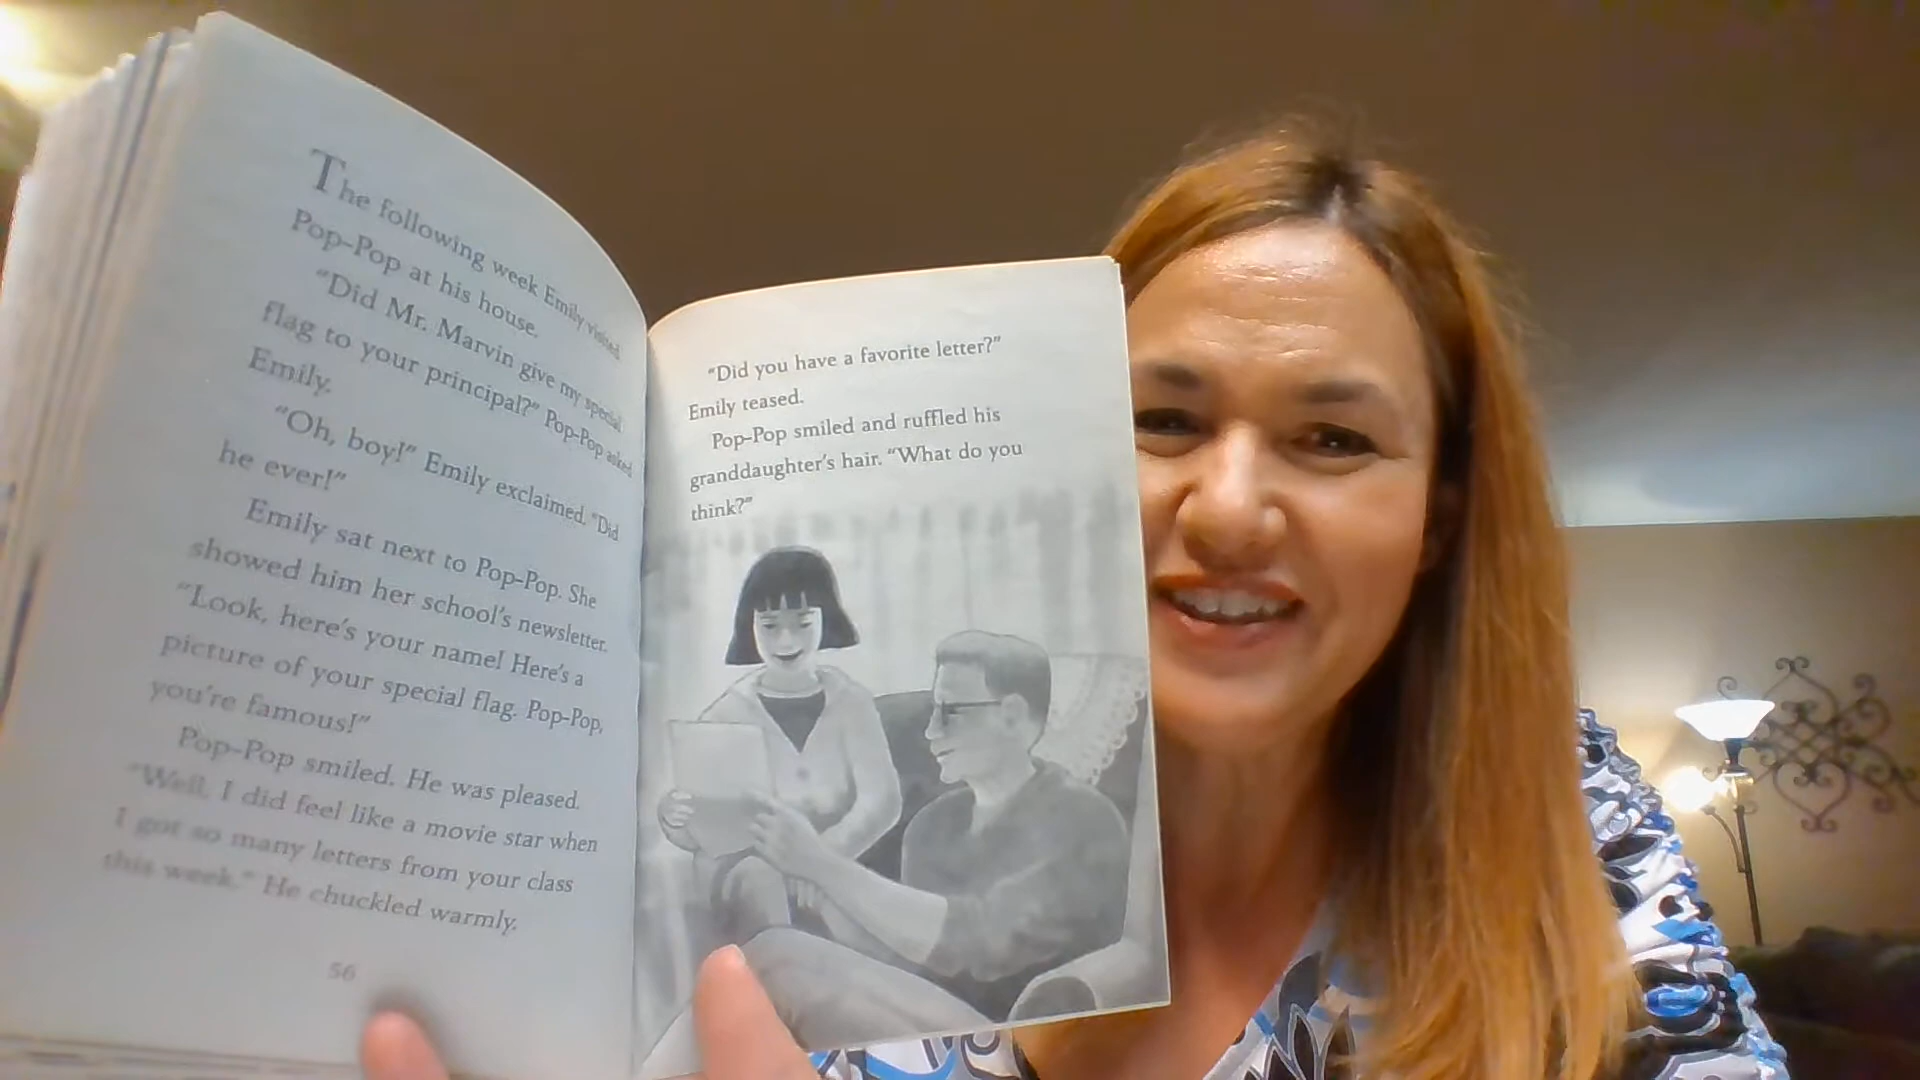 The following week Emily visited
Pop-Pop at his house.
"Did Mr. Marvin give my special
flag to your principal?" Pop-Pop asked
Emily.
"Oh, boy!" Emily exclaimed. "Did
he ever!"
Emily sat next to Pop-Pop. She
showed him her school's newsletter.
"Look, here's your name! Here's a
picture of your special flag. Pop-Pop,
you're famous!"
Pop-Pop smiled. He was pleased.
"Well, I did feel like a movie star when
I got so many letters from your class
this week." He chuckled warmly.
56
"Did you have a favorite letter?"
Emily teased.
Pop-Pop smiled and ruffled his
granddaughter's hair. "What do you
think?"